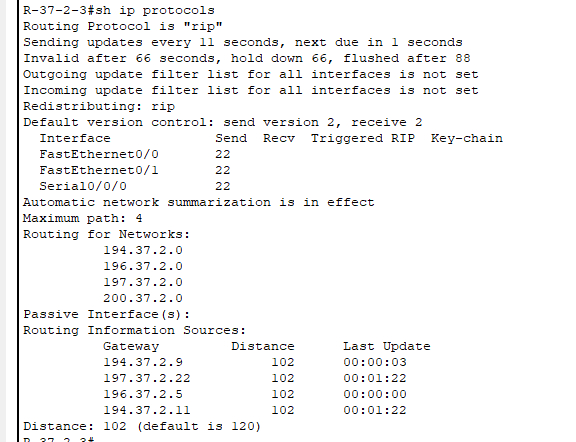 R-37-2-3#sh ip protocols
Routing Protocol is "rip"
Sending updates every 11 seconds, next due in 1 seconds
Invalid after 66 seconds, hold down 66, flushed after 88
Outgoing update filter list for all interfaces is not set
Incoming update filter list for all interfaces is not set
Redistributing: rip
Default version control: send version 2, receive 2
Interface Send Recv Triggered RIP Key-chain
FastEthernet0/0 22
FastEthernet0/1 22
Serial0/0/0 22
Automatic network summarization is in effect
Maximum path: 4
Routing for Networks:
194.37.2.0
196.37.2.0
197.37.2.0
200.37.2.0
Passive Interface(s):
Routing Information Sources:
Gateway Distance Last Update
194.37.2.9 102 00:00:03
197.37.2.22 102 00:01:22
196.37.2.5 102 00:00:00
194.37.2.11 102 00:01:22
Distance: 102 (default is 120)
R-37-2-3#